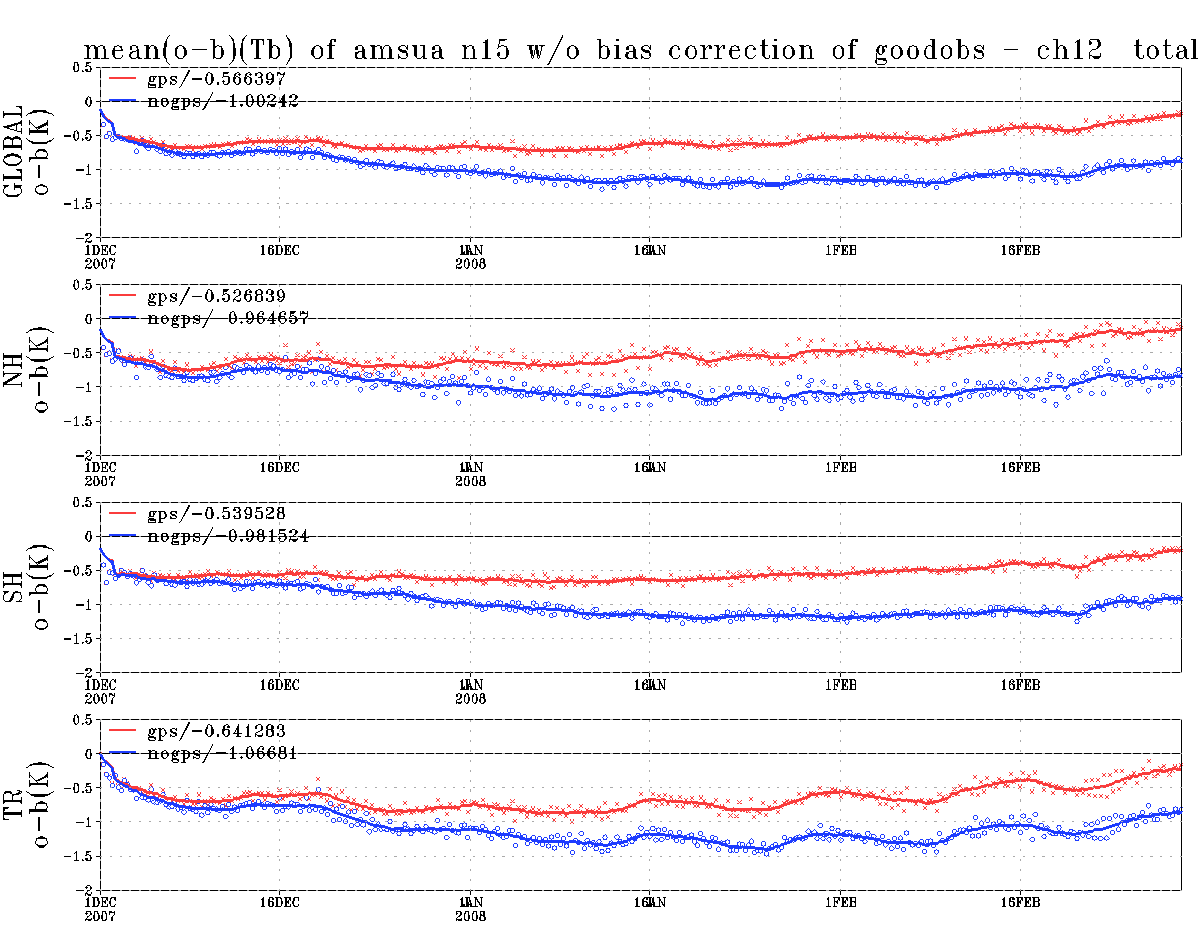 mean(o-b)(Tb) of amsua n15 w/o bias correction of goodobs - ch12 total
GLOBAL
o-b(K)
0.5
gps/-0.566397
0
nogps/-1.00242
-0.5
-1
-1.5
-2
1DEC 16DEC 1JAN 16JAN 1FEB 16FEB
2007 2008
NH
o-b(K)
0.5
gps/-0.526839
0
nogps/-0.964657
-0.5
-1
-1.5
-2
1DEC 16DEC 1JAN 16JAN 1FEB 16FEB
2007 2008
SH
o-b(K)
0.5
gps/-0.539528
0
nogps/-0.981524
-0.5
-1
-1.5
-2
1DEC 16DEC 1JAN 16JAN 1FEB 16FEB
2007 2008
TR
o-b(K)
0.5
gps/-0.641283
0
nogps/-1.06681
-0.5
-1
-1.5
-2
1DEC 16DEC 1JAN 16JAN 1FEB 16FEB
2007 2008